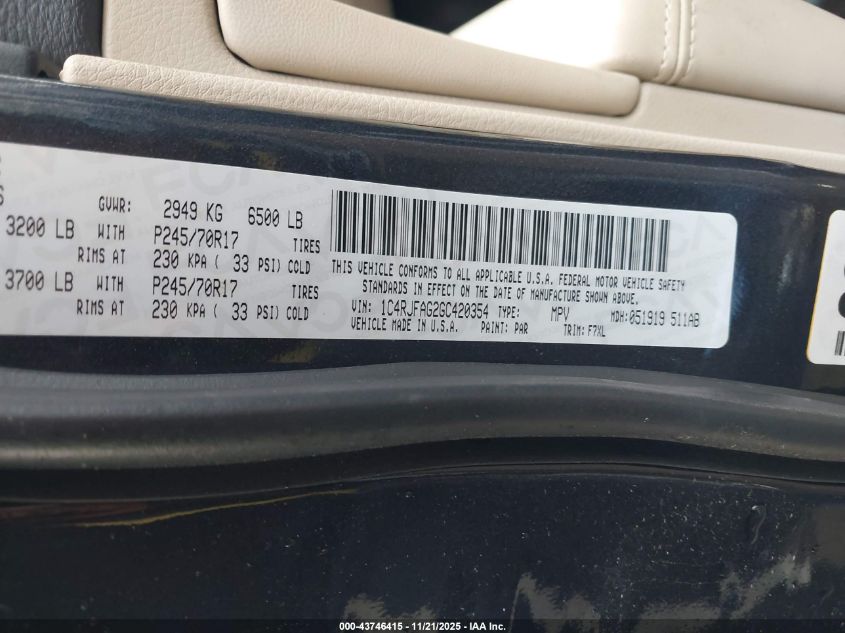 GVWR: 2949 KG 6500 LB
3200 LB WITH P245/70R17 TIRES
RIMS AT 230 KPA ( 33 PSI) COLD
3700 LB WITH P245/70R17 TIRES
RIMS AT 230 KPA ( 33 PSI) COLD
THIS VEHICLE CONFORMS TO ALL APPLICABLE U.S.A. FEDERAL MOTOR VEHICLE SAFETY
STANDARDS IN EFFECT ON THE DATE OF MANUFACTURE SHOWN ABOVE.
VIN: 1C4RJFAG2GC420354 TYPE: MPV MDH:051919 511AB
VEHICLE MADE IN U.S.A. PAINT: PAR TRIM: F7XL
000-43746415 - 11/21/2025 - IAA Inc.